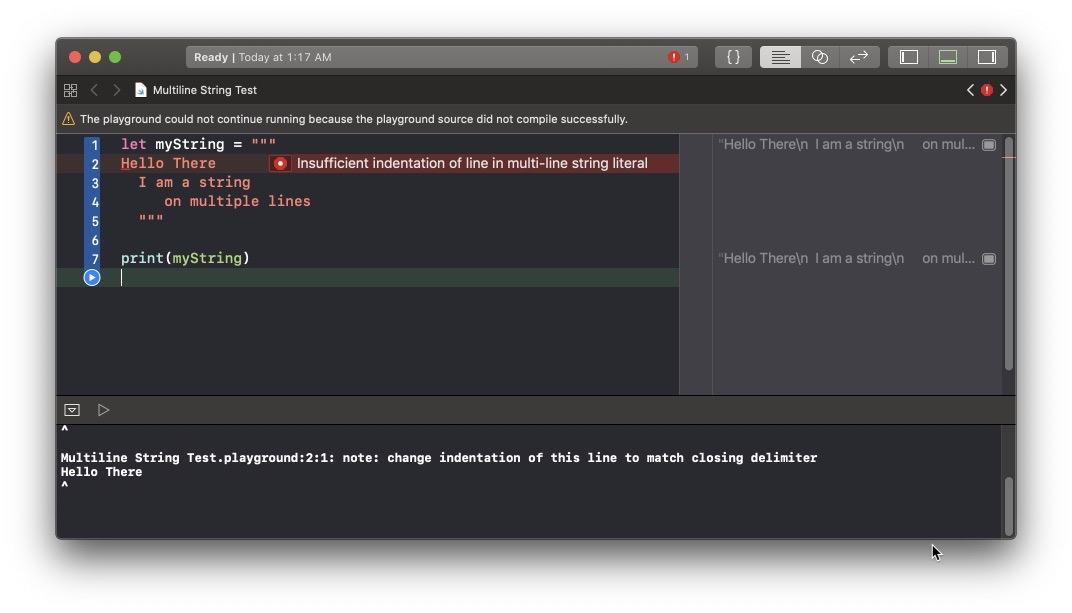 Ready | Today at 1:17 AM
1
{ }
Multiline String Test
The playground could not continue running because the playground source did not compile successfully.
1 let myString = """
"Hello There\n  I am a string\n     on mul...
2 Hello There
Insufficient indentation of line in multi-line string literal
3   I am a string
4      on multiple lines
5   """
6
7 print(myString)
"Hello There\n  I am a string\n     on mul...
^
Multiline String Test.playground:2:1: note: change indentation of this line to match closing delimiter
Hello There
^